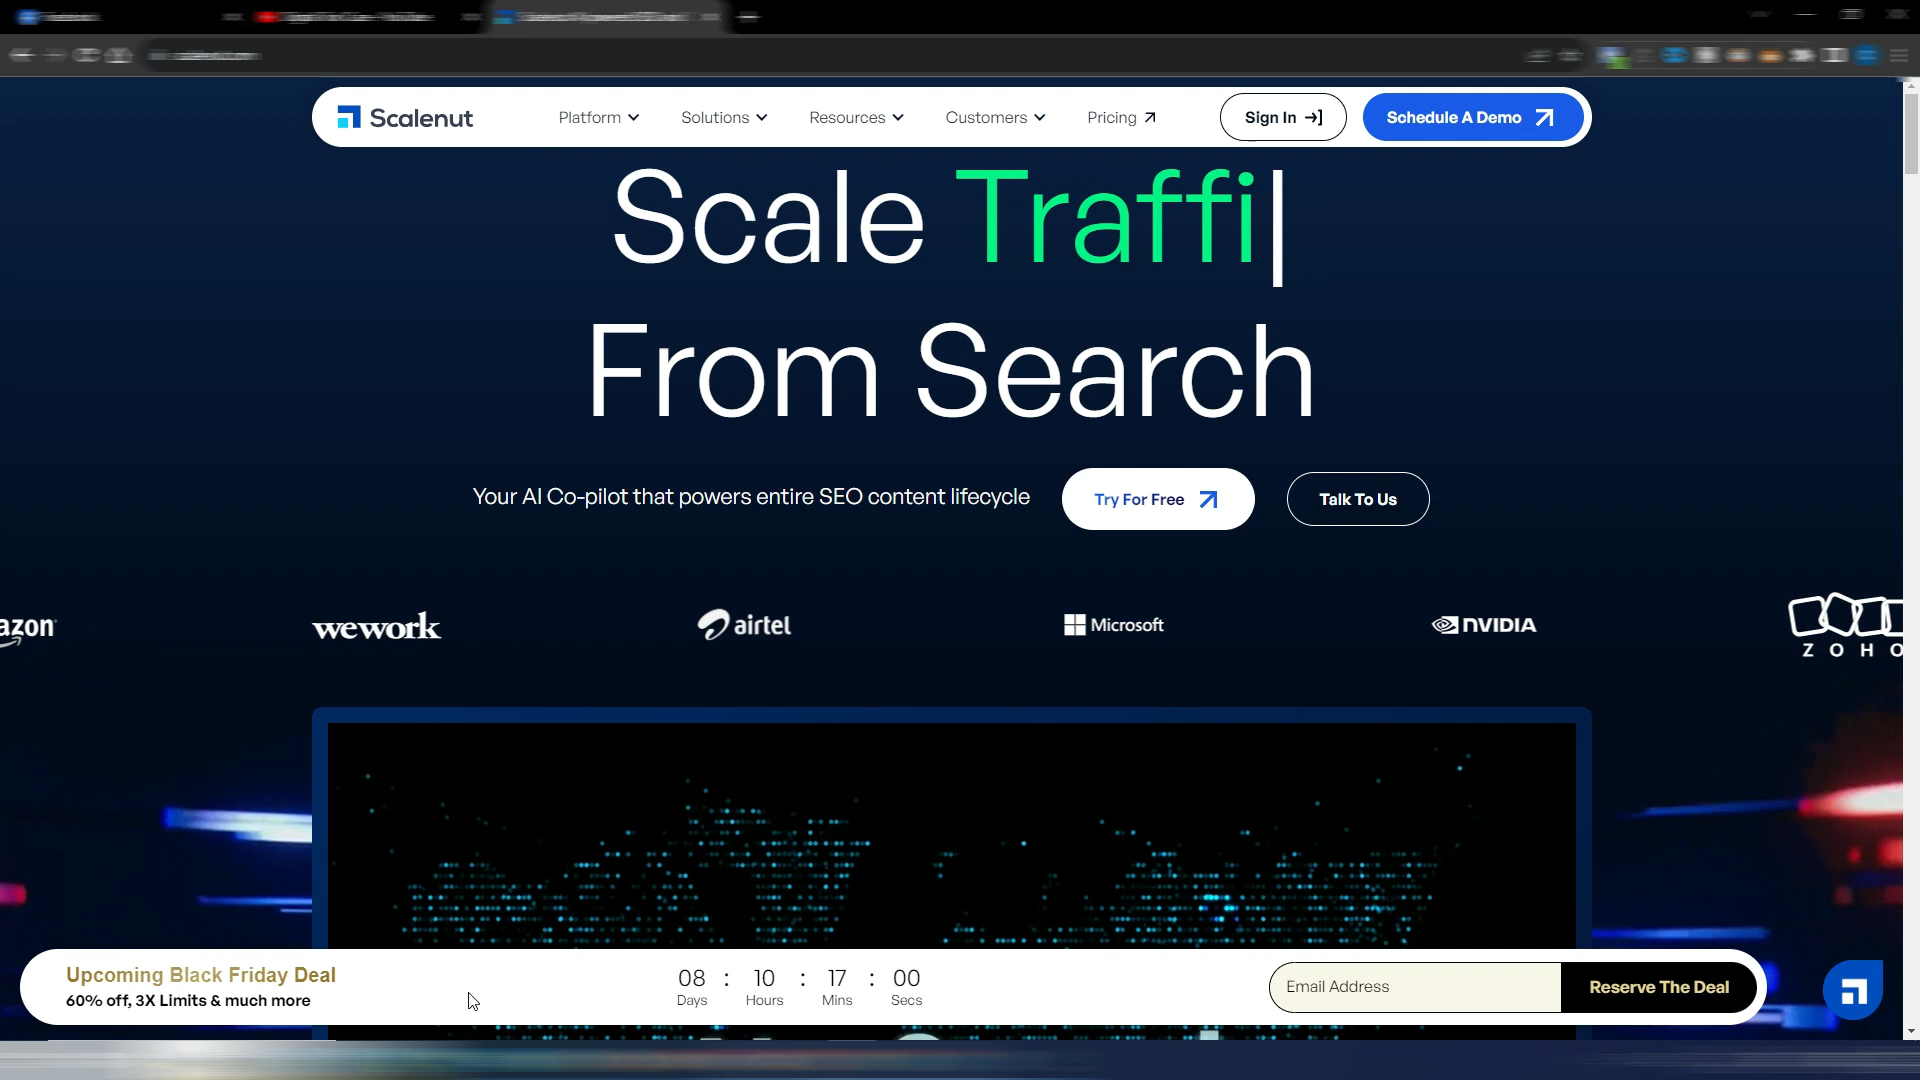 Scalenut
Platform
Solutions
Resources
Customers
Pricing
Sign In
Schedule A Demo
Scale Traffi
From Search
Your AI Co-pilot that powers entire SEO content lifecycle
Try For Free
Talk To Us
azon
wework
airtel
Microsoft
NVIDIA
ZOHO
Upcoming Black Friday Deal
60% off, 3X Limits & much more
08 : 10 : 17 : 00
Days Hours Mins Secs
Email Address
Reserve The Deal